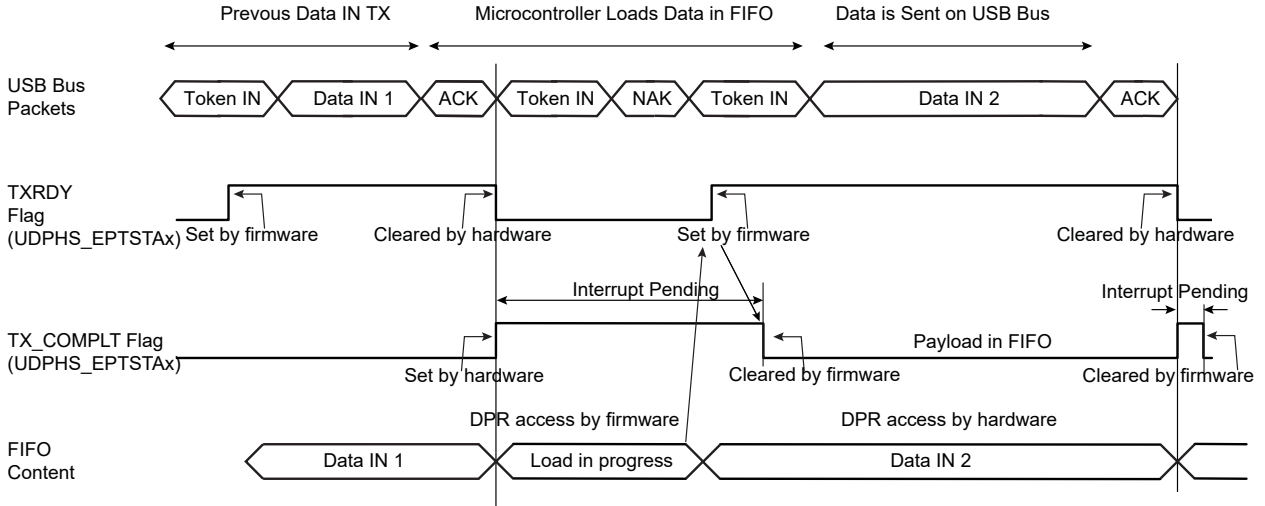 Prevous Data IN TX
Microcontroller Loads Data in FIFO
Data is Sent on USB Bus
USB Bus
Packets
Token IN
Data IN 1
ACK
Token IN
NAK
Token IN
Data IN 2
ACK
TXRDY
Flag
(UDPHS_EPTSTAx)
Set by firmware
Cleared by hardware
Set by firmware
Cleared by hardware
Interrupt Pending
Interrupt Pending
TX_COMPLT Flag
(UDPHS_EPTSTAx)
Payload in FIFO
Set by hardware
Cleared by firmware
Cleared by firmware
DPR access by firmware
DPR access by hardware
FIFO
Content
Data IN 1
Load in progress
Data IN 2